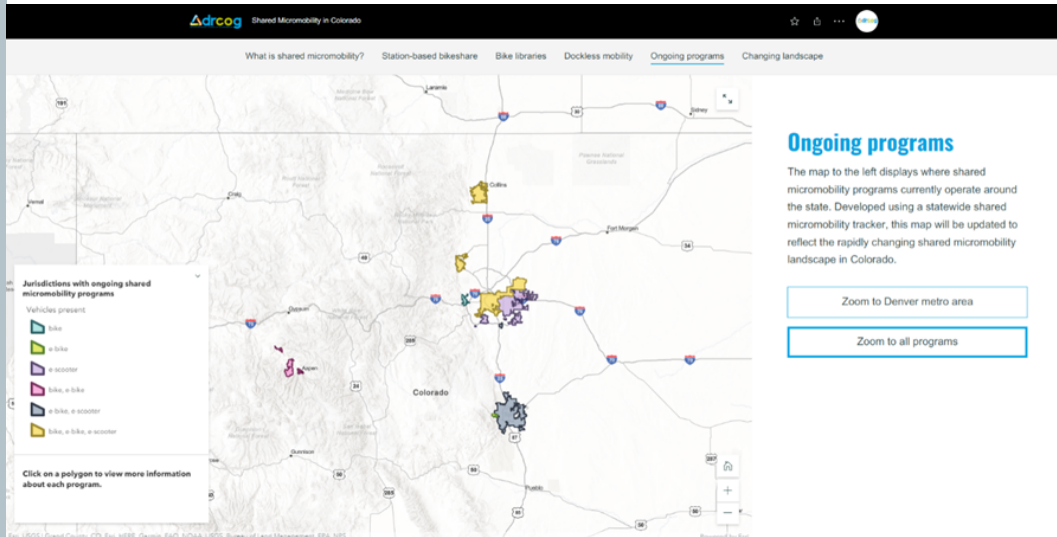 drcog Shared Micromobility in Colorado
What is shared micromobility? Station-based bikeshare Bike libraries Dockless mobility Ongoing programs Changing landscape
Laramie
Sidney
Collins
Craig
Vernal
Fort Morgan
Aspen
Colorado
Gunnison
Pueblo
Jurisdictions with ongoing shared
micromobility programs
Vehicles present
bike
e-bike
e-scooter
bike, e-bike
e-bike, e-scooter
bike, e-bike, e-scooter
Click on a polygon to view more information
about each program.
Ongoing programs
The map to the left displays where shared
micromobility programs currently operate around
the state. Developed using a statewide shared
micromobility tracker, this map will be updated to
reflect the rapidly changing shared micromobility
landscape in Colorado.
Zoom to Denver metro area
Zoom to all programs